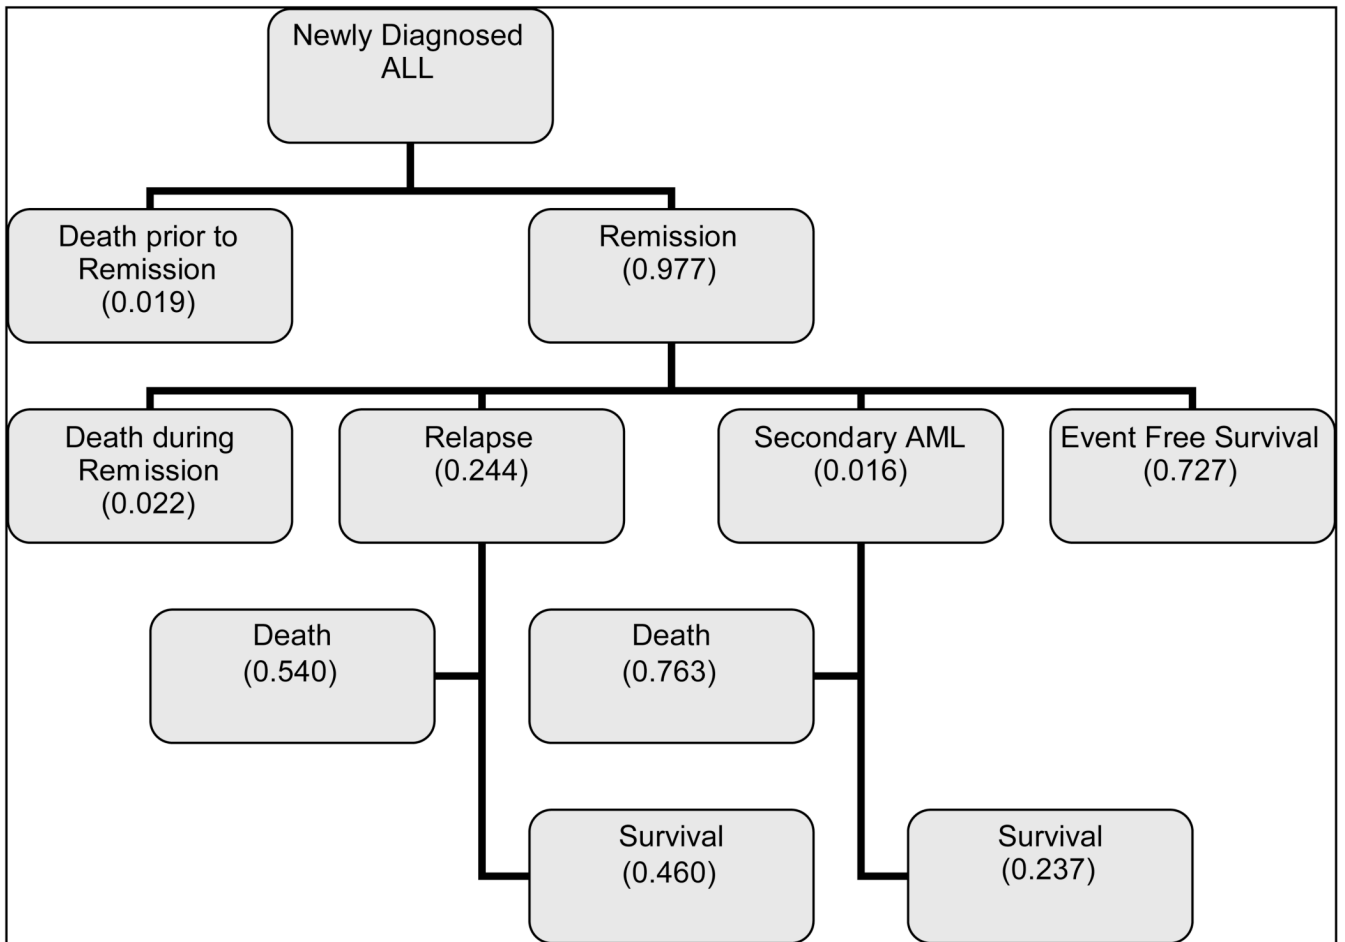 Newly Diagnosed
ALL
Death prior to
Remission
(0.019)
Remission
(0.977)
Death during
Remission
(0.022)
Relapse
(0.244)
Secondary AML
(0.016)
Event Free Survival
(0.727)
Death
(0.540)
Death
(0.763)
Survival
(0.460)
Survival
(0.237)